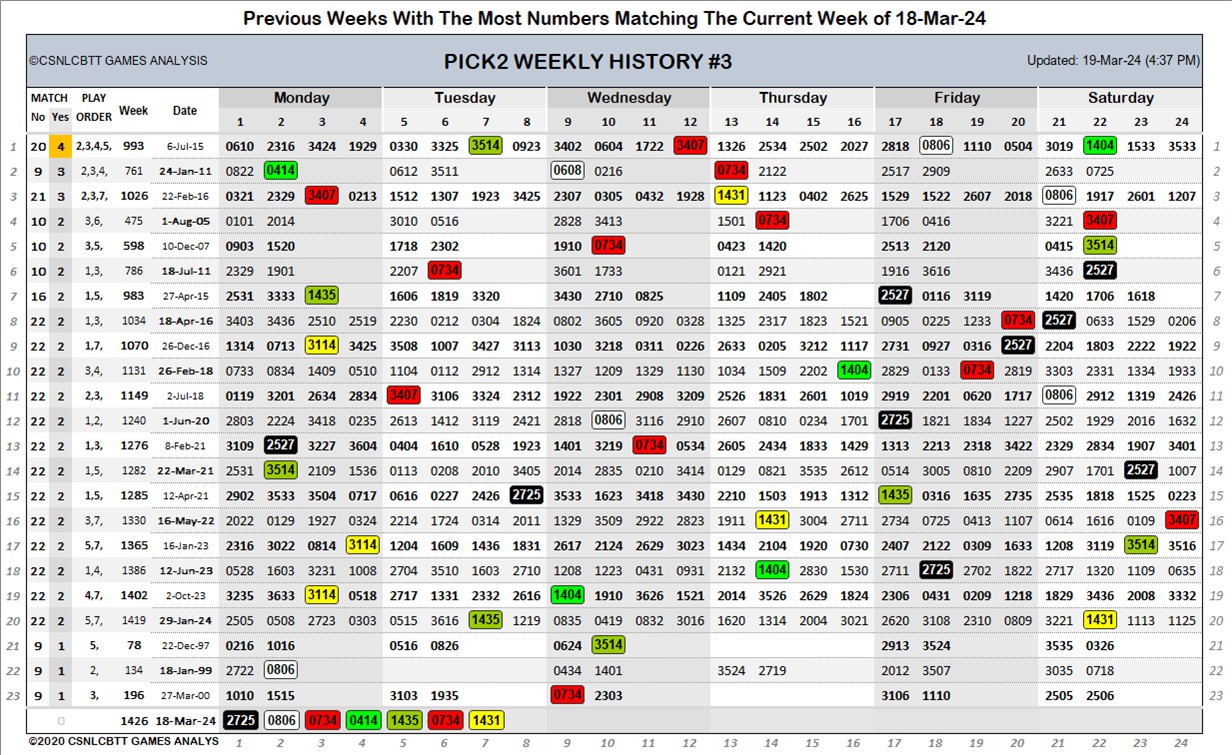 Previous Weeks With The Most Numbers Matching The Current Week of 18-Mar-24
©CSNLCBTT GAMES ANALYSIS PICK2 WEEKLY HISTORY #3 Updated: 19-Mar-24 (4:37 PM)
MATCH PLAY Week Date Monday Tuesday Wednesday Thursday Friday Saturday
No Yes ORDER 1 2 3 4 5 6 7 8 9 10 11 12 13 14 15 16 17 18 19 20 21 22 23 24
1 20 4 2,3,4,5, 993 6-Jul-15 0610 2316 3424 1929 0330 3325 3514 0923 3402 0604 1722 3407 1326 2534 2502 2027 2818 0806 1110 0504 3019 1404 1533 3533 1
2 9 3 2,3,4, 761 24-Jan-11 0822 0414 0612 3511 0608 0216 0734 2122 2517 2909 2633 0725 2
3 21 3 2,3,7, 1026 22-Feb-16 0321 2329 3407 0213 1512 1307 1923 3425 2307 0305 0432 1928 1431 1123 0402 2625 1529 1522 2607 2018 0806 1917 2601 1207 3
4 10 2 3,6, 475 1-Aug-05 0101 2014 3010 0516 2828 3413 1501 0734 1706 0416 3221 3407 4
5 10 2 3,5, 598 10-Dec-07 0903 1520 1718 2302 1910 0734 0423 1420 2513 2120 0415 3514 5
6 10 2 1,3, 786 18-Jul-11 2329 1901 2207 0734 3601 1733 0121 2921 1916 3616 3436 2527 6
7 16 2 1,5, 983 27-Apr-15 2531 3333 1435 1606 1819 3320 3430 2710 0825 1109 2405 1802 2527 0116 3119 1420 1706 1618 7
8 22 2 1,3, 1034 18-Apr-16 3403 3436 2510 2519 2230 0212 0304 1824 0802 3605 0920 0328 1325 2317 1823 1521 0905 0225 1233 0734 2527 0633 1529 0206 8
9 22 2 1,7, 1070 26-Dec-16 1314 0713 3114 3425 3508 1007 3427 3113 1030 3218 0311 0226 2633 0205 3212 1117 2731 0927 0316 2527 2204 1803 2222 1922 9
10 22 2 3,4, 1131 26-Feb-18 0733 0834 1409 0510 1104 0112 2912 1314 1327 1209 1329 1130 1034 1509 2202 1404 2829 0133 0734 2819 3303 2331 1334 1933 10
11 22 2 2,3, 1149 2-Jul-18 0119 3201 2634 2834 3407 3106 3324 2312 1922 2301 2908 3209 2526 1831 2601 1019 2919 2201 0620 1717 0806 2912 1319 2426 11
12 22 2 1,2, 1240 1-Jun-20 2803 2224 3418 0235 2613 1412 3119 2421 2818 0806 3116 2910 2607 0810 0234 1701 2725 1821 1834 1227 2502 1929 2016 1632 12
13 22 2 1,3, 1276 8-Feb-21 3109 2527 3227 3604 0404 1610 0528 1923 1401 3219 0734 0534 2605 2434 1833 1429 1313 2213 2318 3422 2329 2834 1907 3401 13
14 22 2 1,5, 1282 22-Mar-21 2531 3514 2109 1536 0113 0208 2010 3405 2014 2835 0210 3414 0129 0821 3535 2612 0514 3005 0210 2209 2907 1701 2527 1007 14
15 22 2 1,5, 1285 12-Apr-21 2902 3533 3504 0717 0616 0227 2426 2725 3533 1623 3418 3430 2210 1503 1913 1312 1435 0316 1635 2735 2535 1818 1525 0223 15
16 22 2 3,7, 1330 16-May-22 2022 0129 1927 0324 2214 1724 0814 2011 1329 3509 2922 2823 1911 1431 3004 2711 2734 0725 0413 1107 0614 1616 0109 3407 16
17 22 2 5,7, 1365 16-Jan-23 2316 3022 0814 3114 1204 1609 1436 1831 2617 2124 2629 3023 1434 2104 1920 0730 2407 2122 0309 1633 1208 3119 3514 3516 17
18 22 2 1,4, 1386 12-Jun-23 0528 1603 3231 1008 2704 3510 1603 2710 1208 1223 0431 0931 2132 1404 2830 1530 2711 2725 2702 1822 2717 1320 1109 0635 18
19 22 2 4,7, 1402 2-Oct-23 3235 3633 3114 0518 2717 1331 2332 2616 1404 1910 3626 1521 2014 3526 2629 1824 2306 0431 0209 1218 1829 3436 2008 3332 19
20 22 2 5,7, 1419 29-Jan-24 2505 0508 2723 0303 0515 3616 1435 1219 0835 0419 0832 0016 1620 1314 2004 3021 2620 3108 2310 0809 3221 1431 1113 1125 20
21 9 1 5, 78 22-Dec-97 0216 1016 0516 0826 0624 3514 2913 3524 3535 0326 21
22 9 1 2, 134 18-Jan-99 2722 0806 0434 1401 3524 2719 2012 3507 3035 0718 22
23 9 1 3, 196 27-Mar-00 1010 1515 3103 1935 0734 2303 3106 1110 2505 2506 23
0 1426 18-Mar-24 2725 0806 0734 0414 1435 0734 1431
©2020 CSNLCBTT GAMES ANALYS 1 2 3 4 5 6 7 8 9 10 11 12 13 14 15 16 17 18 19 20 21 22 23 24